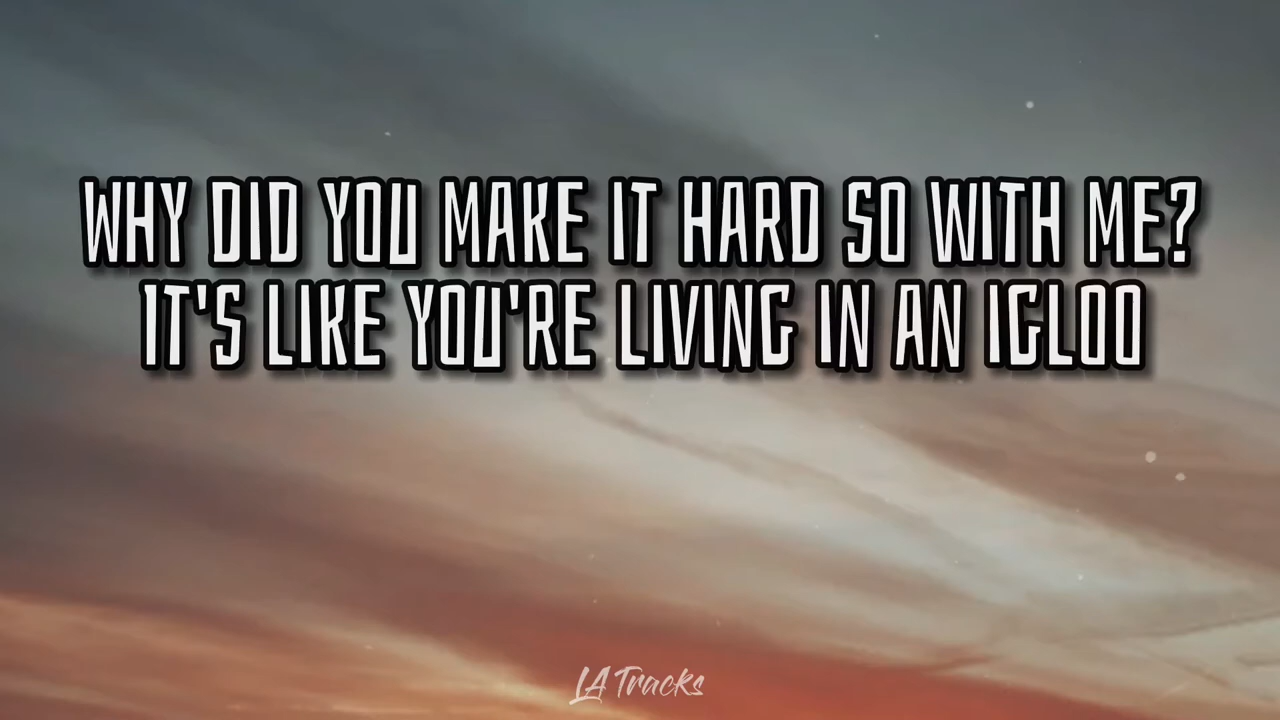 WHY DID YOU MAKE IT HARD SO WITH ME?
IT'S LIKE YOU'RE LIVING IN AN IGLOO
LA Tracks